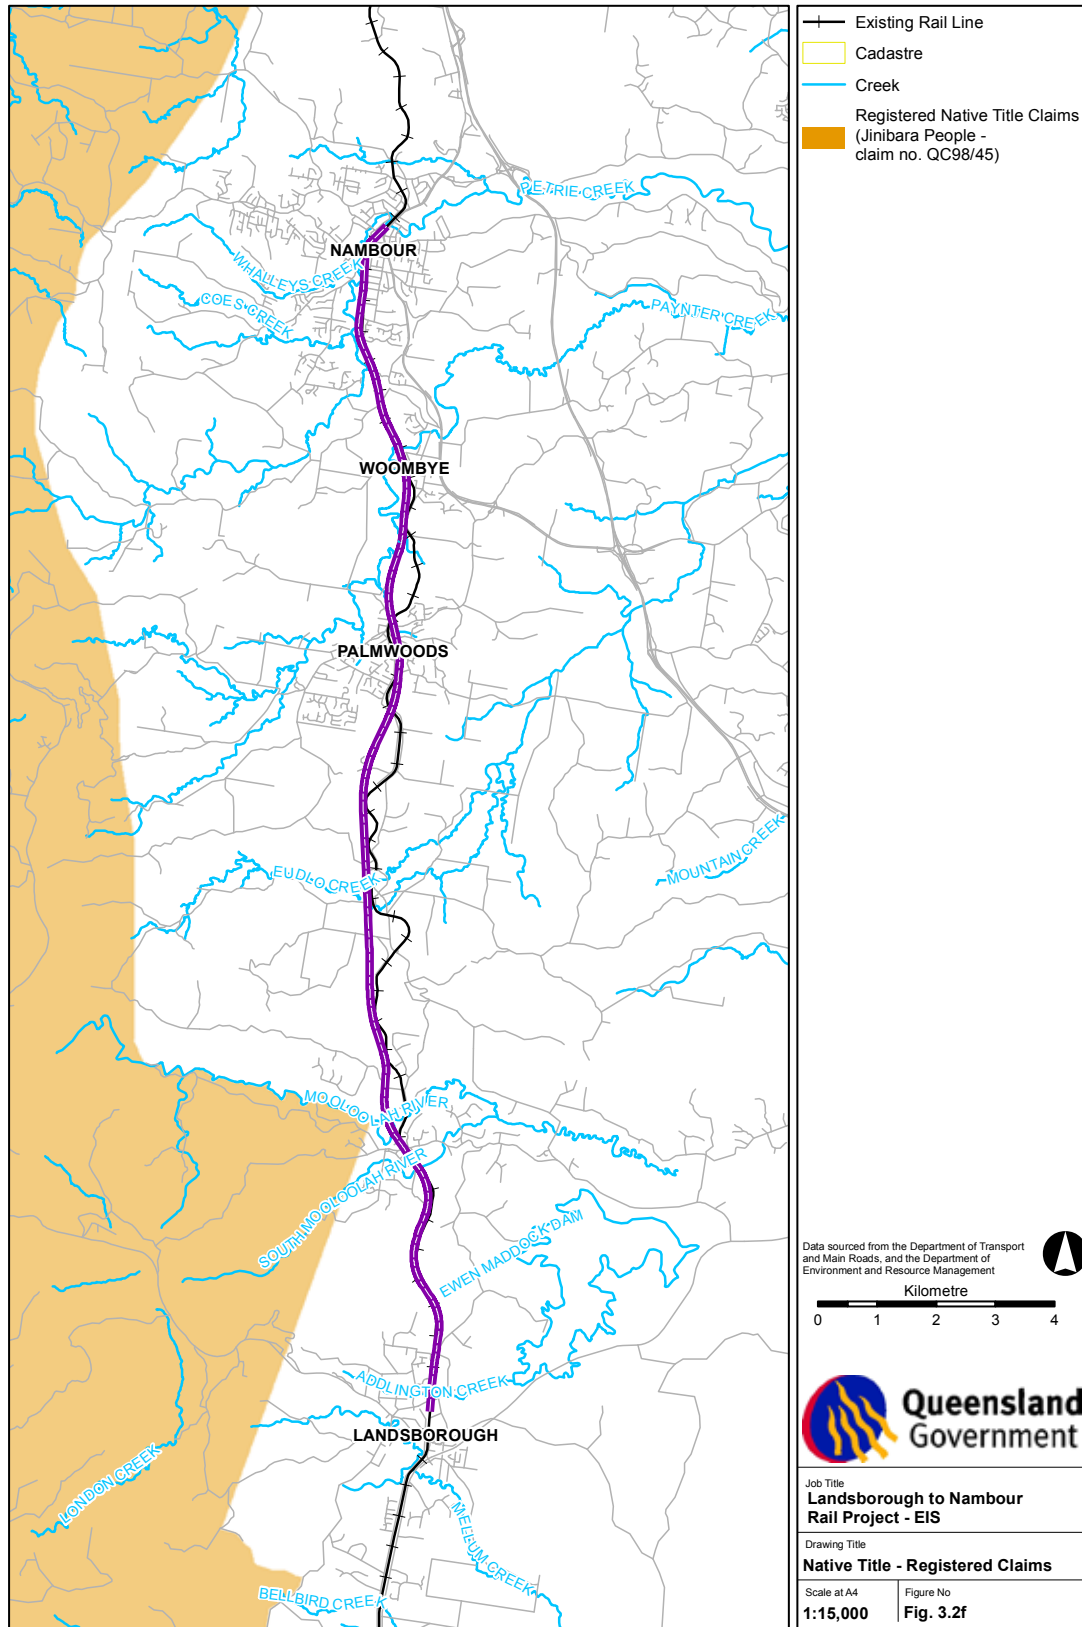 PETRIE CREEK
NAMBOUR
WHALLEYS CREEK
COES CREEK
PAYNTER CREEK
WOOMBYE
PALMWOODS
MOUNTAIN CREEK
EUDLO CREEK
MOOLOOLAH RIVER
SOUTH MOOLOOLAH RIVER
EWEN MADDOCK DAM
ADDLINGTON CREEK
LANDSBOROUGH
LONDON CREEK
MELLUM CREEK
BELLBIRD CREEK
Existing Rail Line
Cadastre
Creek
Registered Native Title Claims
(Jinibara People -
claim no. QC98/45)
Data sourced from the Department of Transport
and Main Roads, and the Department of
Environment and Resource Management
Kilometre
0 1 2 3 4
Queensland
Government
Job Title
Landsborough to Nambour
Rail Project - EIS
Drawing Title
Native Title - Registered Claims
Scale at A4
1:15,000
Figure No
Fig. 3.2f